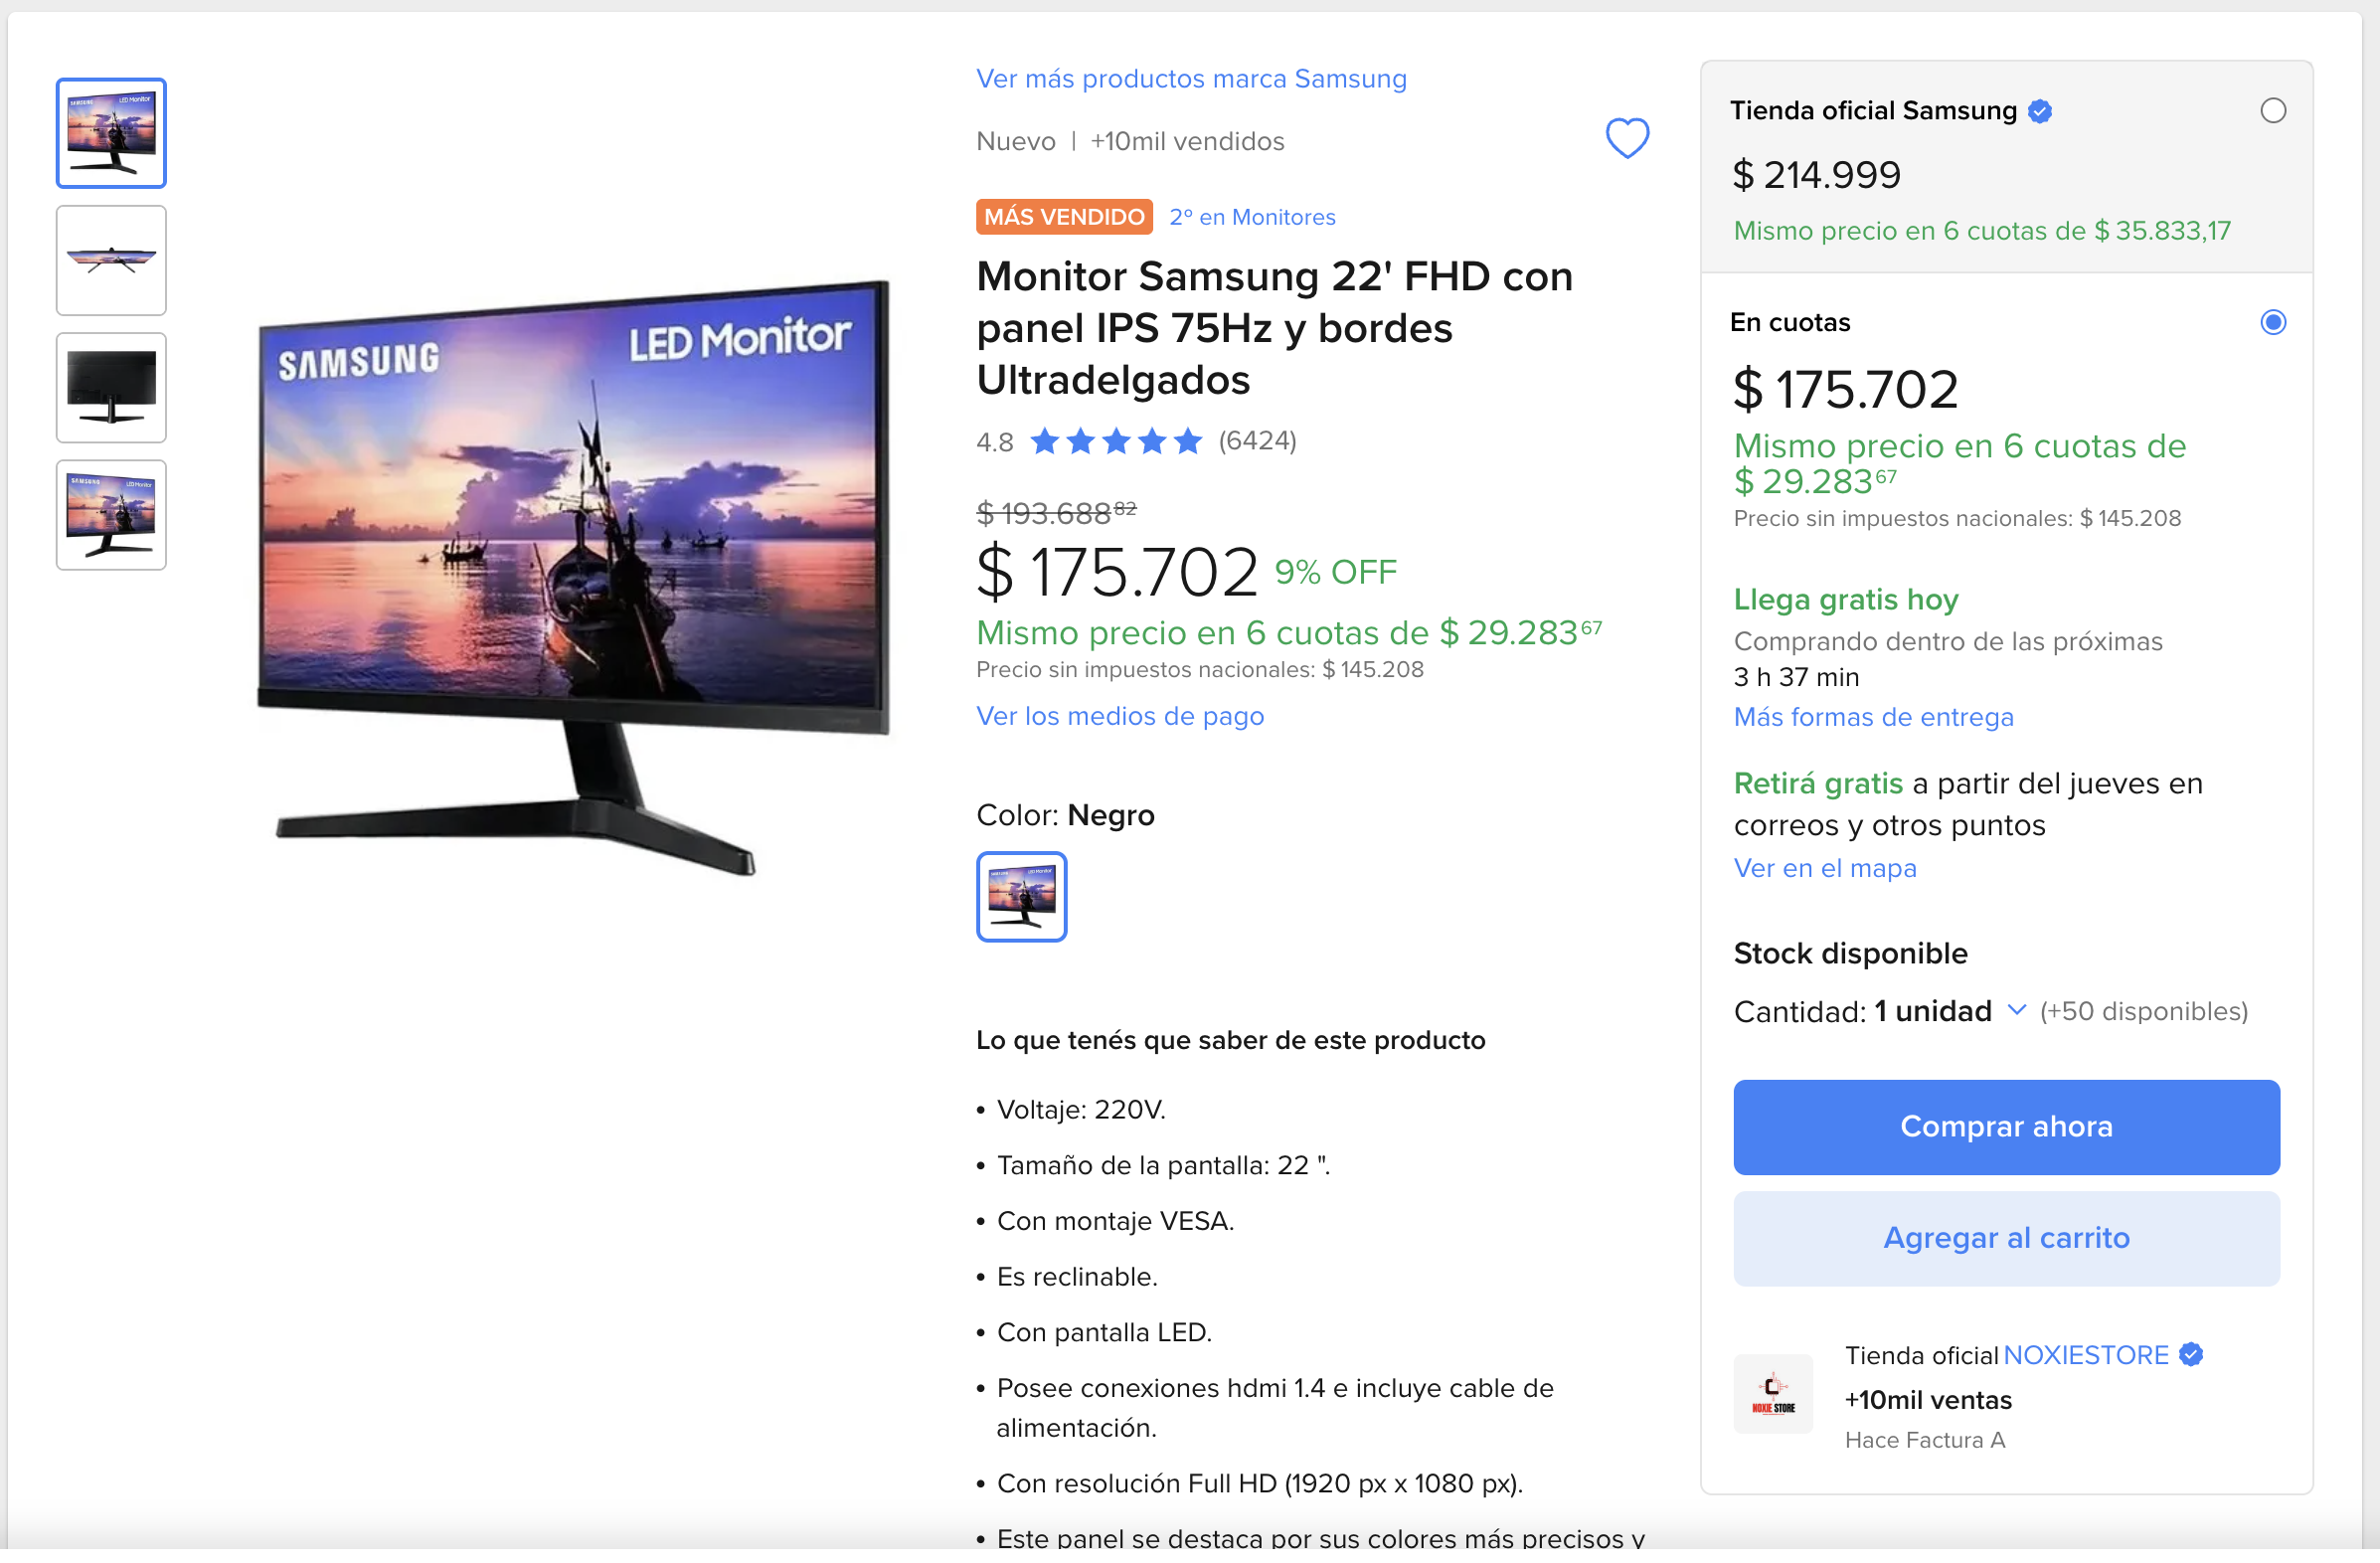 SAMSUNG
LED Monitor
Ver más productos marca Samsung
Nuevo | +10mil vendidos
MÁS VENDIDO 2º en Monitores
Monitor Samsung 22' FHD con
panel IPS 75Hz y bordes
Ultradelgados
4.8 (6424)
$ 193.688 82
$ 175.702 9% OFF
Mismo precio en 6 cuotas de $ 29.283 67
Precio sin impuestos nacionales: $ 145.208
Ver los medios de pago
Color: Negro
Lo que tenés que saber de este producto
• Voltaje: 220V.
• Tamaño de la pantalla: 22 ".
• Con montaje VESA.
• Es reclinable.
• Con pantalla LED.
• Posee conexiones hdmi 1.4 e incluye cable de
alimentación.
• Con resolución Full HD (1920 px x 1080 px).
• Este panel se destaca por sus colores más precisos y
Tienda oficial Samsung
$ 214.999
Mismo precio en 6 cuotas de $ 35.833,17
En cuotas
$ 175.702
Mismo precio en 6 cuotas de
$ 29.283 67
Precio sin impuestos nacionales: $ 145.208
Llega gratis hoy
Comprando dentro de las próximas
3 h 37 min
Más formas de entrega
Retirá gratis a partir del jueves en
correos y otros puntos
Ver en el mapa
Stock disponible
Cantidad: 1 unidad (+50 disponibles)
Comprar ahora
Agregar al carrito
NOXIE STORE
Tienda oficial NOXIESTORE
+10mil ventas
Hace Factura A